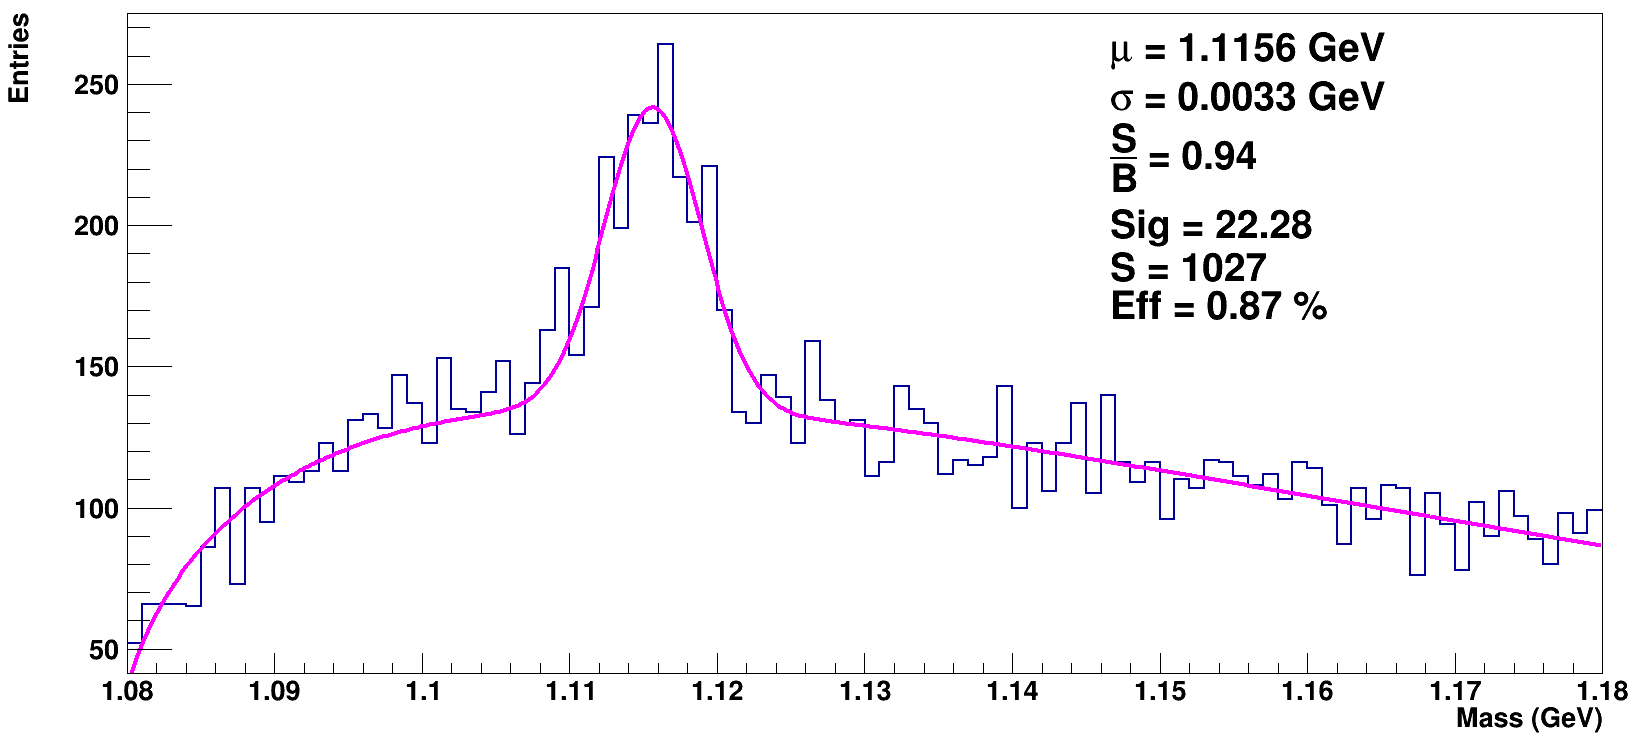 Entries
250
200
150
100
50
μ = 1.1156 GeV
σ = 0.0033 GeV
S
B
= 0.94
Sig = 22.28
S = 1027
Eff = 0.87 %
1.08 1.09 1.1 1.11 1.12 1.13 1.14 1.15 1.16 1.17 1.18
Mass (GeV)